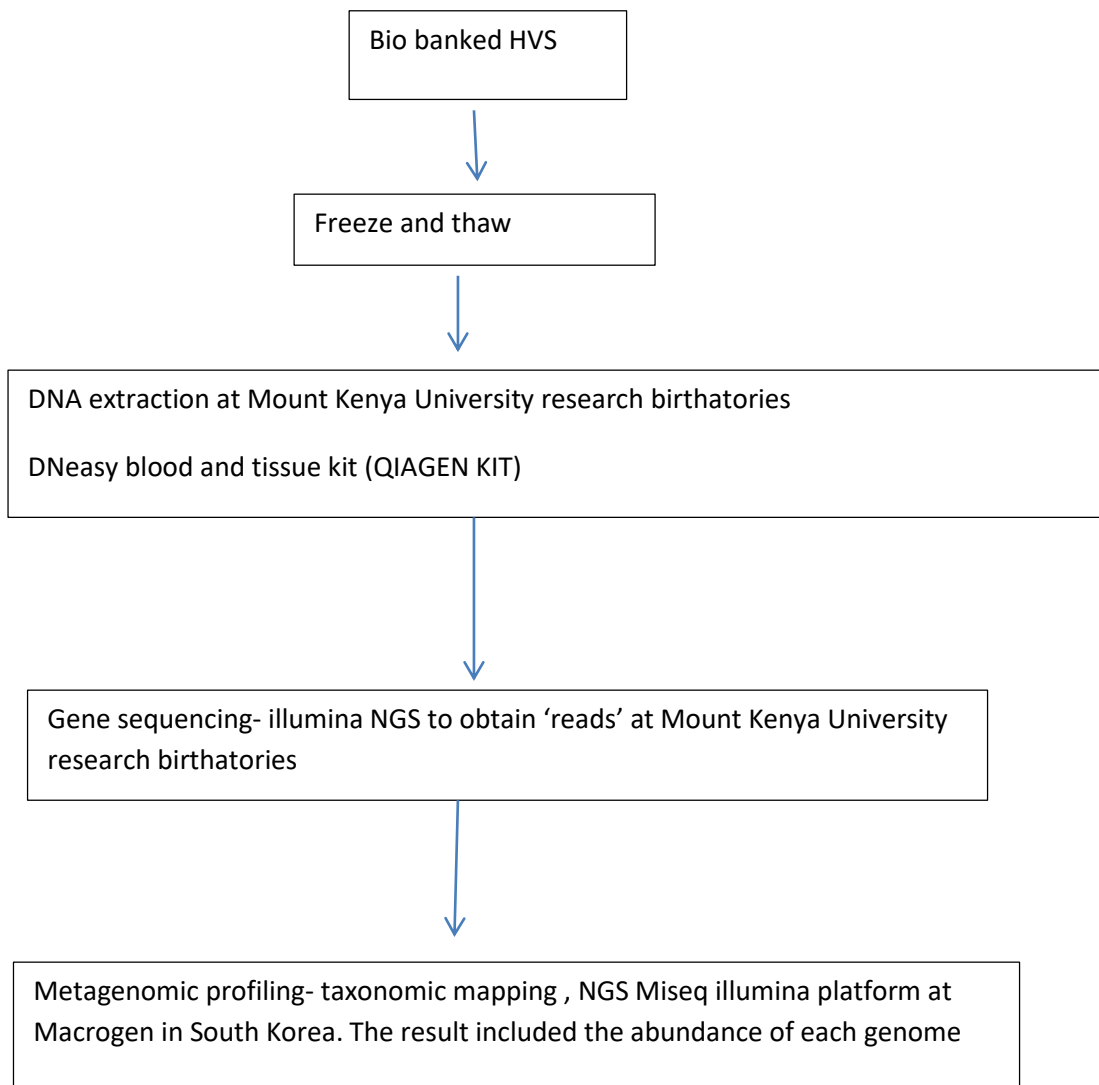 Bio banked HVS
Freeze and thaw
DNA extraction at Mount Kenya University research birthatories
DNeasy blood and tissue kit (QIAGEN KIT)
Gene sequencing- illumina NGS to obtain ‘reads’ at Mount Kenya University
research birthatories
Metagenomic profiling- taxonomic mapping , NGS Miseq illumina platform at
Macrogen in South Korea. The result included the abundance of each genome